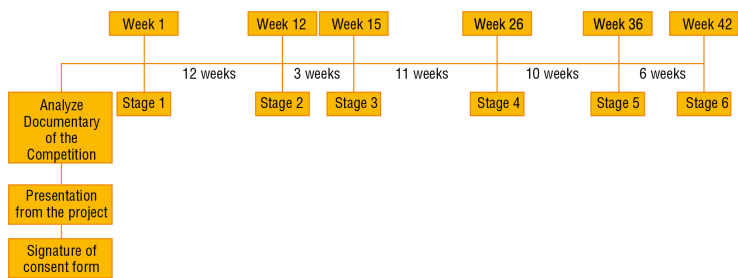 Week 1
Week 12
Week 15
Week 26
Week 36
Week 42
12 weeks
3 weeks
11 weeks
10 weeks
6 weeks
Stage 1
Stage 2
Stage 3
Stage 4
Stage 5
Stage 6
Analyze
Documentary
of the
Competition
Presentation
from the project
Signature of
consent form